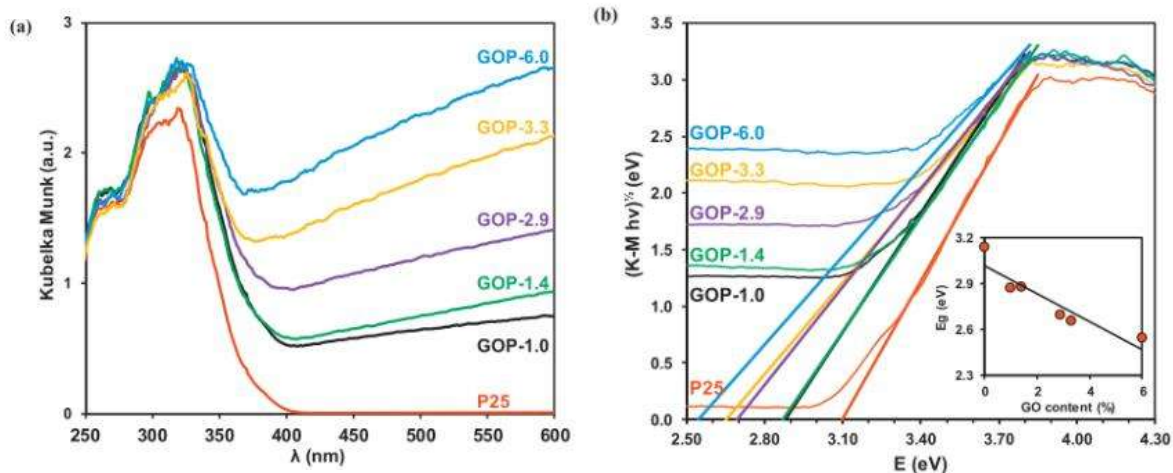 (a)
3
2
1
0
Kubelka Munk (a.u.)
GOP-6.0
GOP-3.3
GOP-2.9
GOP-1.4
GOP-1.0
P25
250 300 350 400 450 500 550 600
λ (nm)
(b)
3.5
3.0
2.5
2.0
1.5
1.0
0.5
0.0
(K-M hν)^½ (eV)
GOP-6.0
GOP-3.3
GOP-2.9
GOP-1.4
GOP-1.0
P25
2.50 2.80 3.10 3.40 3.70 4.00 4.30
E (eV)
3.2
2.9
2.6
2.3
Eg (eV)
0 2 4 6
GO content (%)